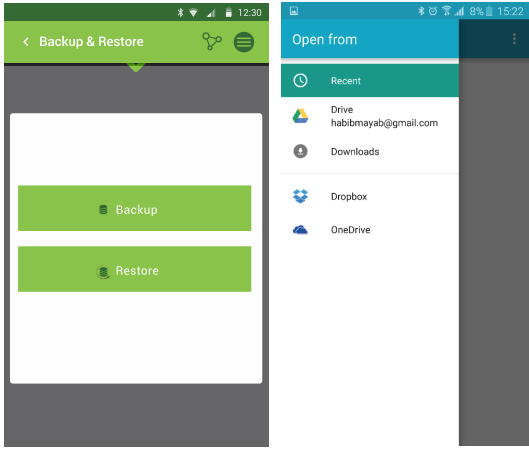 12:30
Backup & Restore
Backup
Restore
8% 15:22
Open from
Recent
Drive
habibmayab@gmail.com
Downloads
Dropbox
OneDrive